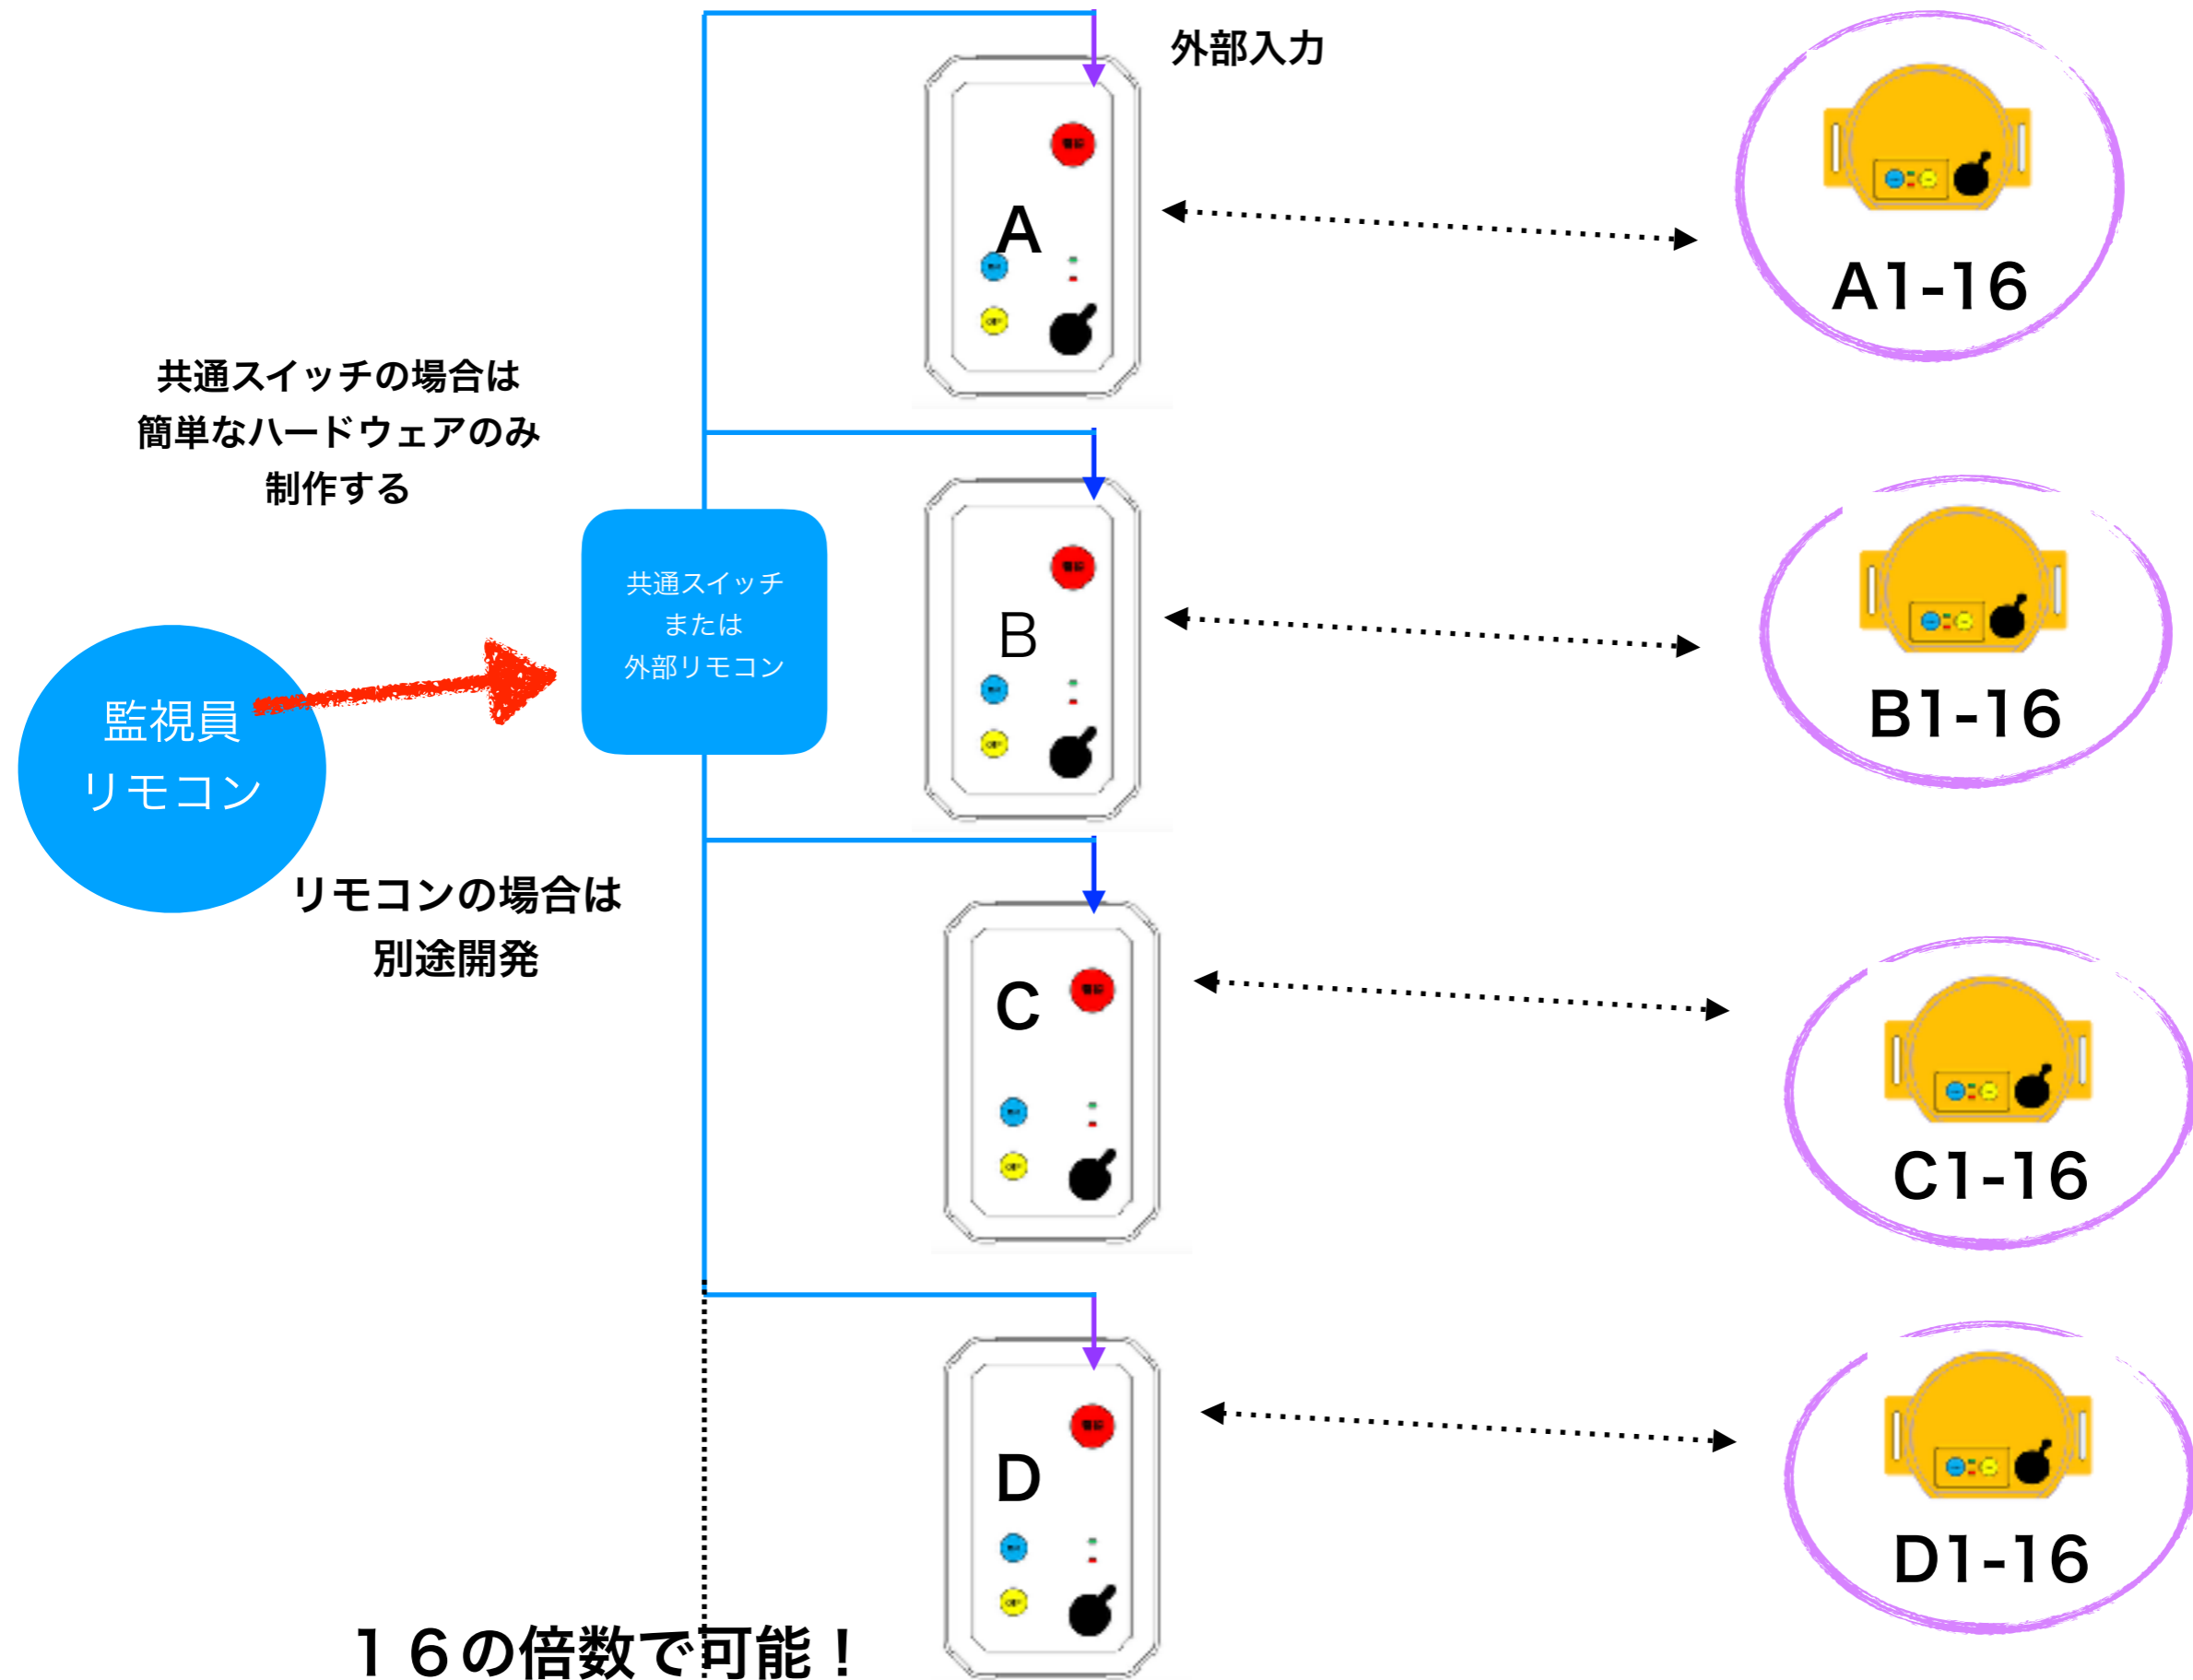 外部入力
A
A1-16
共通スイッチの場合は
簡単なハードウェアのみ
制作する
共通スイッチ
または
外部リモコン
B
B1-16
監視員
リモコン
リモコンの場合は
別途開発
C
C1-16
D
D1-16
１６の倍数で可能！